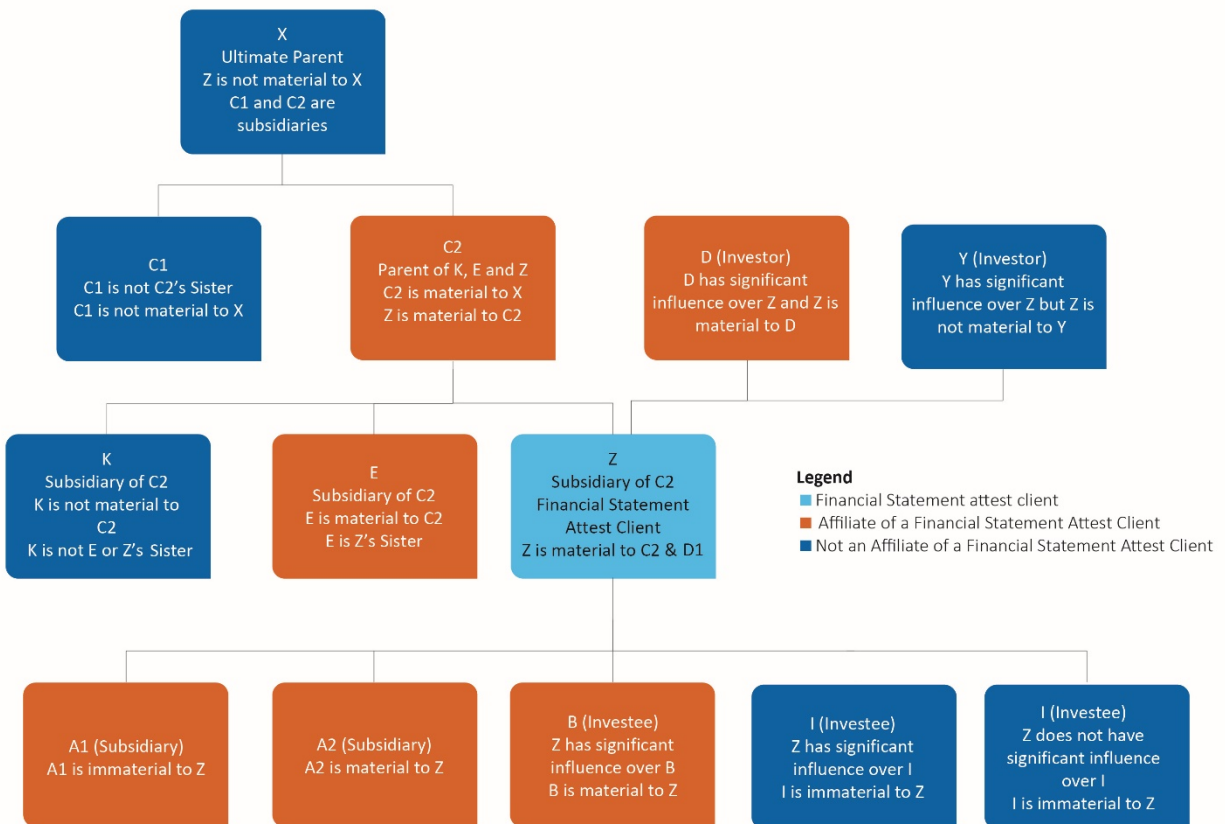 X
Ultimate Parent
Z is not material to X
C1 and C2 are
subsidiaries
C1
C1 is not C2’s Sister
C1 is not material to X
C2
Parent of K, E and Z
C2 is material to X
Z is material to C2
D (Investor)
D has significant
influence over Z and Z is
material to D
Y (Investor)
Y has significant
influence over Z but Z is
not material to Y
K
Subsidiary of C2
K is not material to
C2
K is not E or Z’s Sister
E
Subsidiary of C2
E is material to C2
E is Z’s Sister
Z
Subsidiary of C2
Financial Statement
Attest Client
Z is material to C2 & D1
Legend
Financial Statement attest client
Affiliate of a Financial Statement Attest Client
Not an Affiliate of a Financial Statement Attest Client
A1 (Subsidiary)
A1 is immaterial to Z
A2 (Subsidiary)
A2 is material to Z
B (Investee)
Z has significant
influence over B
B is material to Z
I (Investee)
Z has significant
influence over I
I is immaterial to Z
I (Investee)
Z does not have
significant influence
over I
I is immaterial to Z